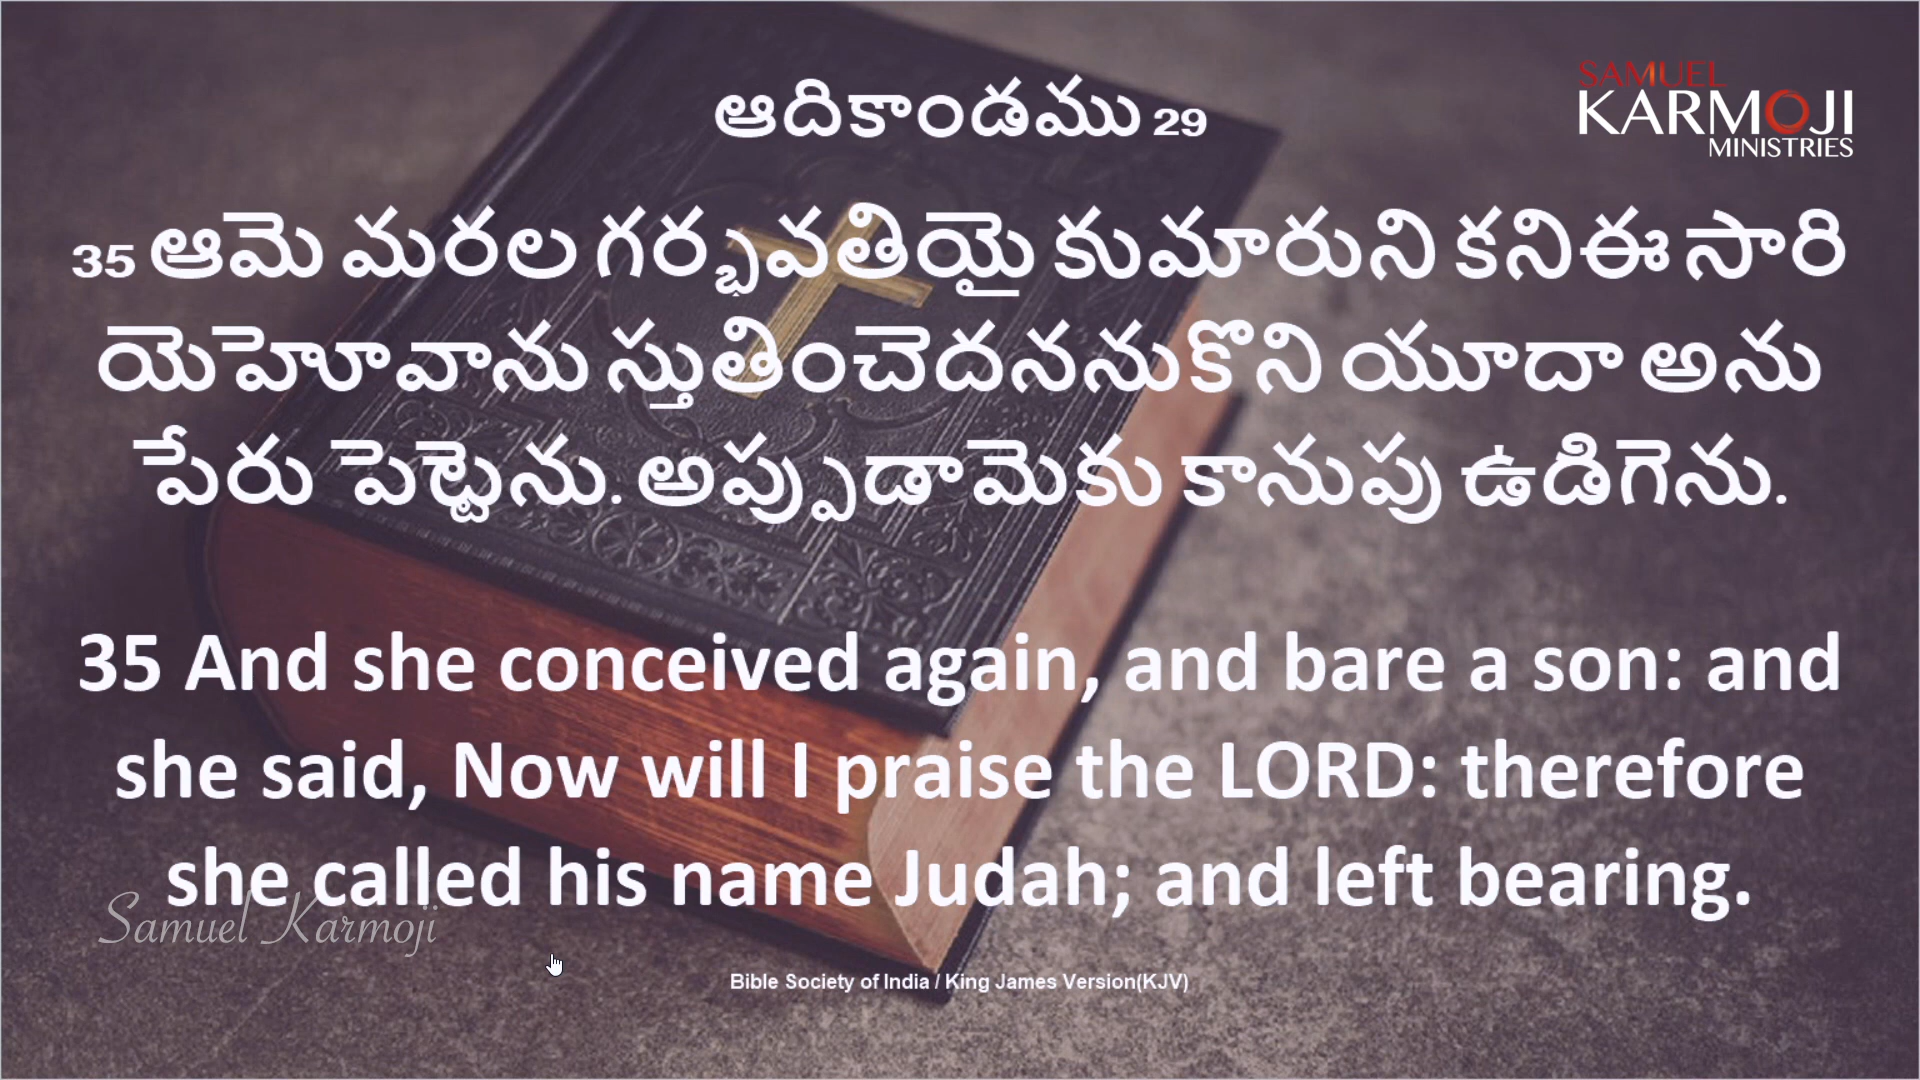 SAMUEL
KARMOJI
MINISTRIES
ఆదికాండము 29
35 ఆమె మరల గర్భవతియై కుమారుని కనిఈ సారి
యెహెూవాను స్తుతించెదననుకొని యూదా అను
పేరు పెట్టెను. అప్పుడామెకు కానుపు ఉడిగెను.
35 And she conceived again, and bare a son: and
she said, Now will I praise the LORD: therefore
she called his name Judah; and left bearing.
Samuel Karmoji
Bible Society of India / King James Version(KJV)